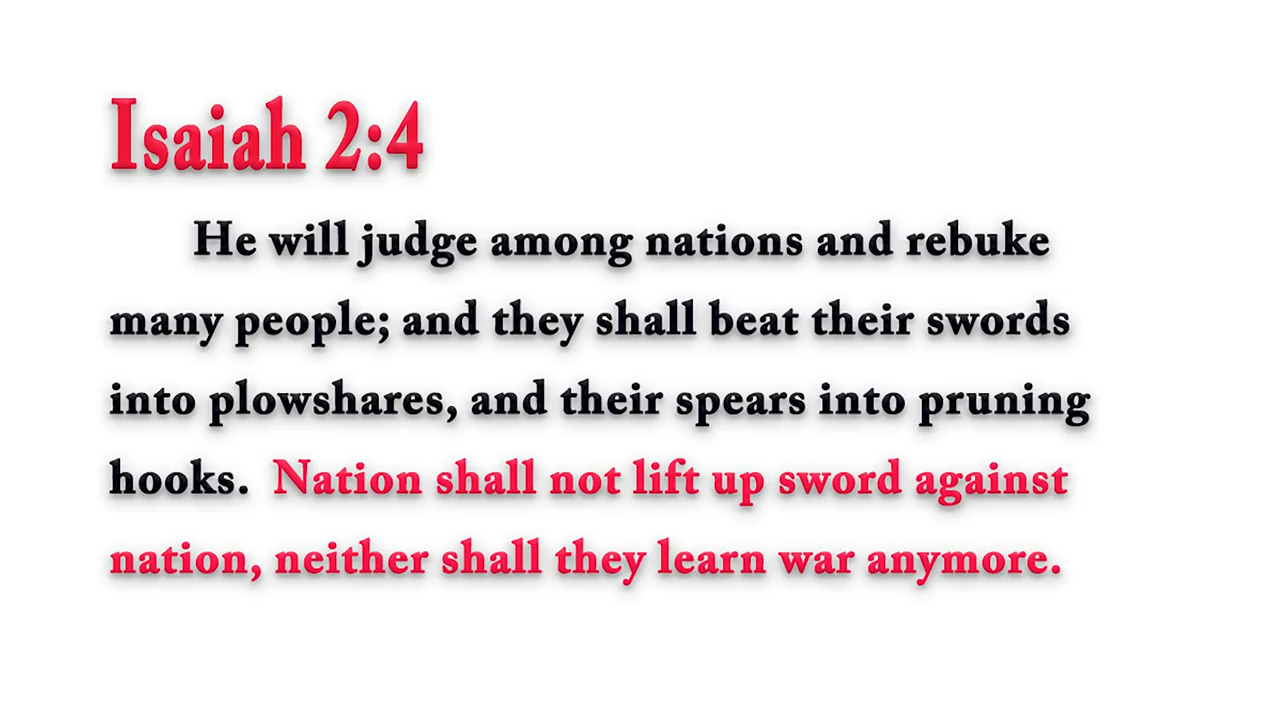 Isaiah 2:4
He will judge among nations and rebuke
many people; and they shall beat their swords
into plowshares, and their spears into pruning
hooks. Nation shall not lift up sword against
nation, neither shall they learn war anymore.